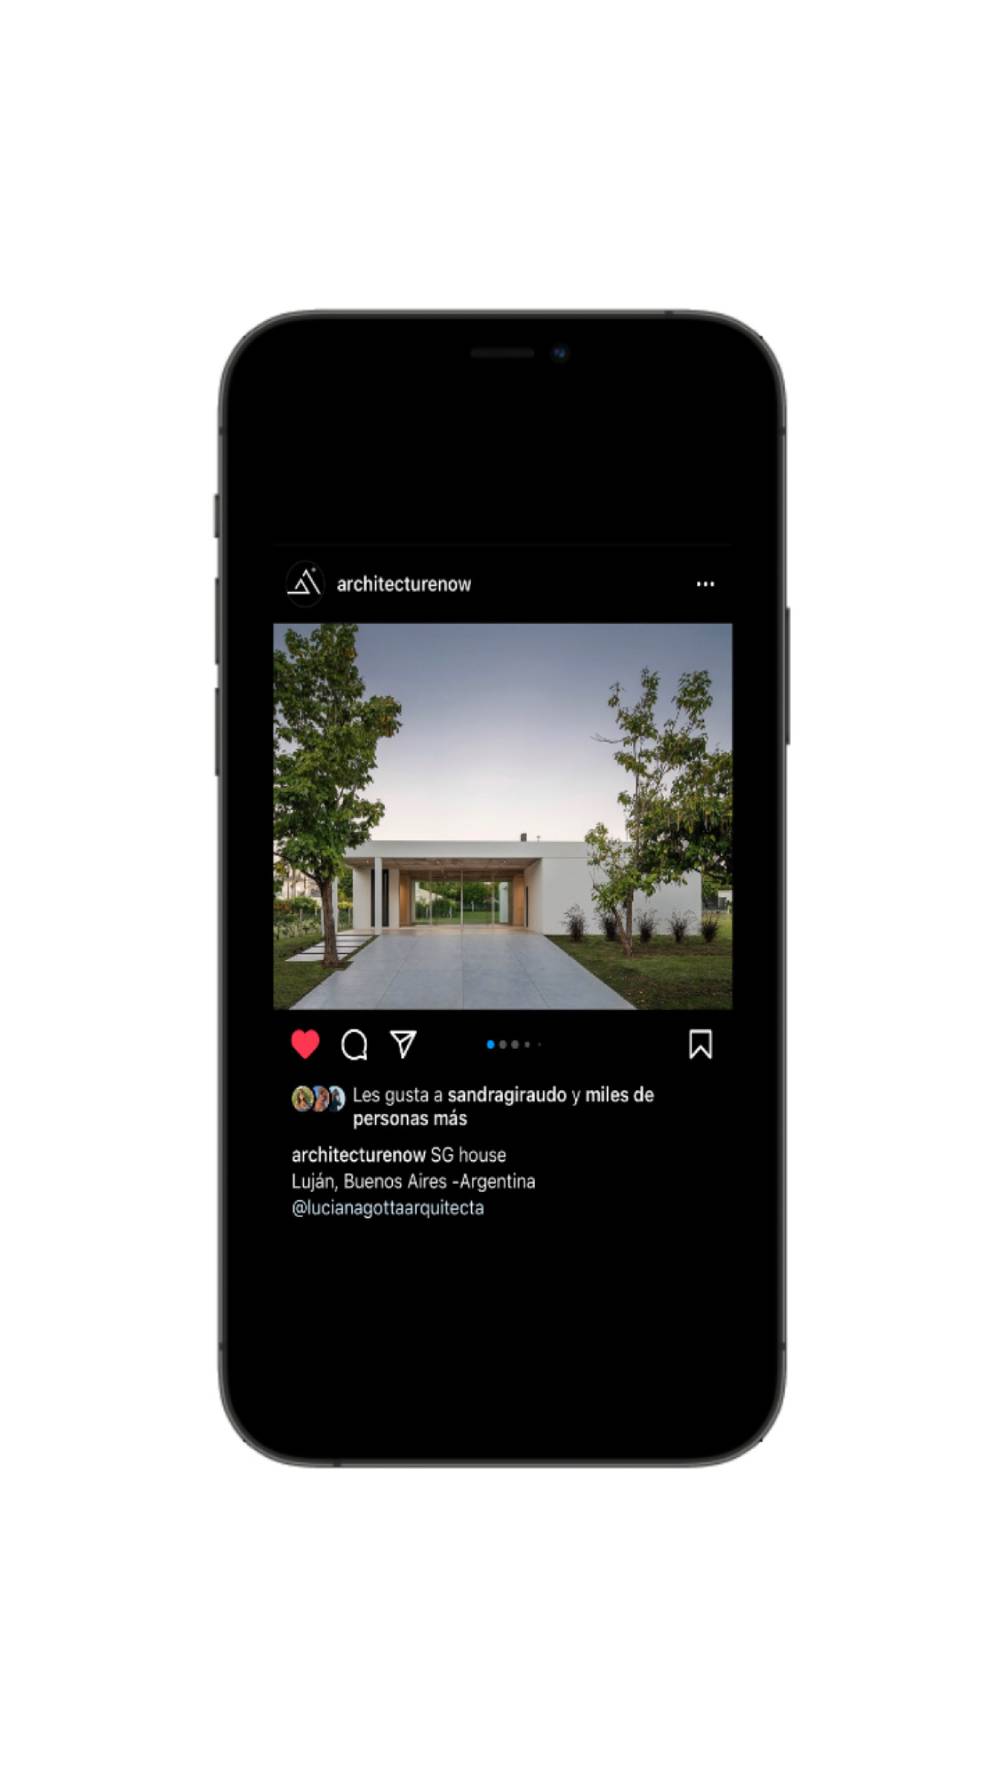 architecturenow
Les gusta a sandragiraudo y miles de
personas más
architecturenow SG house
Luján, Buenos Aires -Argentina
@lucianagottaarquitecta